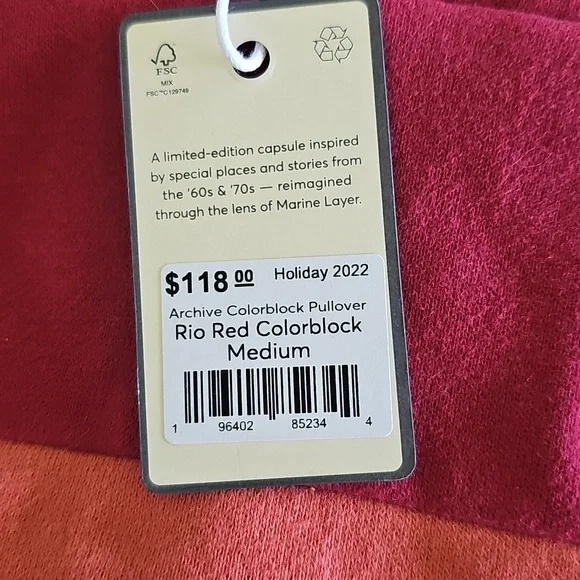 FSC
MIX
FSC™C129749
A limited-edition capsule inspired
by special places and stories from
the '60s & '70s — reimagined
through the lens of Marine Layer.
$118 00 Holiday 2022
Archive Colorblock Pullover
Rio Red Colorblock
Medium
1 96402 85234 4